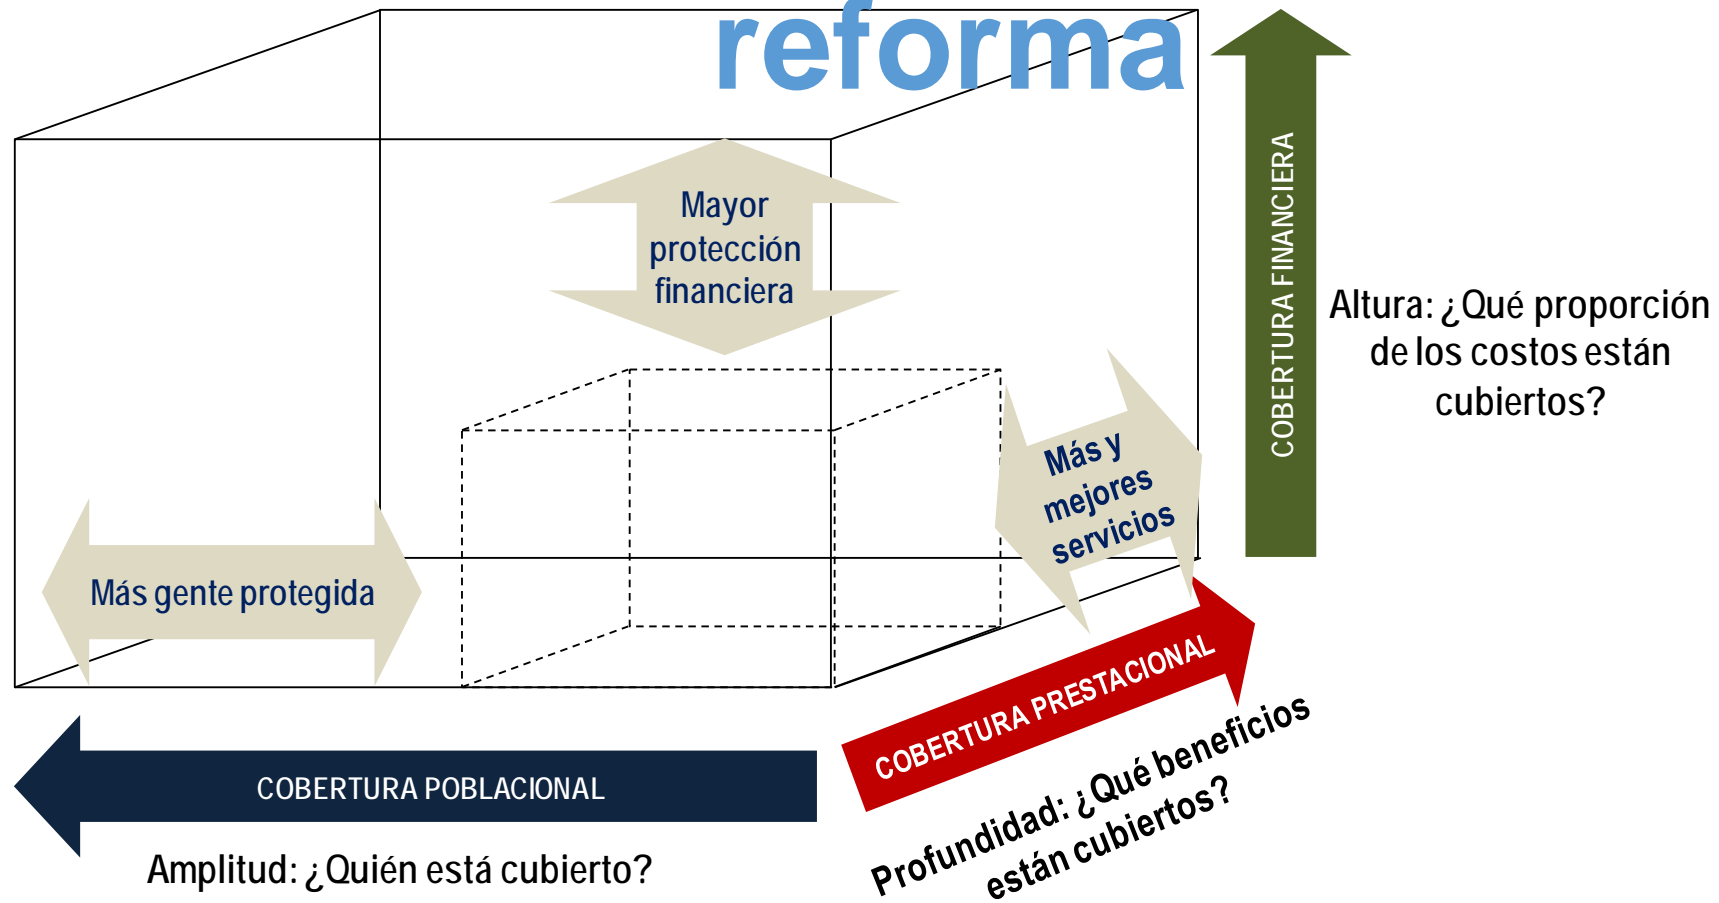 reforma
Mayor
protección
financiera
COBERTURA FINANCIERA
Altura: ¿Qué proporción
de los costos están
cubiertos?
Más y
mejores
servicios
Más gente protegida
COBERTURA PRESTACIONAL
Profundidad: ¿Qué beneficios
están cubiertos?
COBERTURA POBLACIONAL
Amplitud: ¿Quién está cubierto?